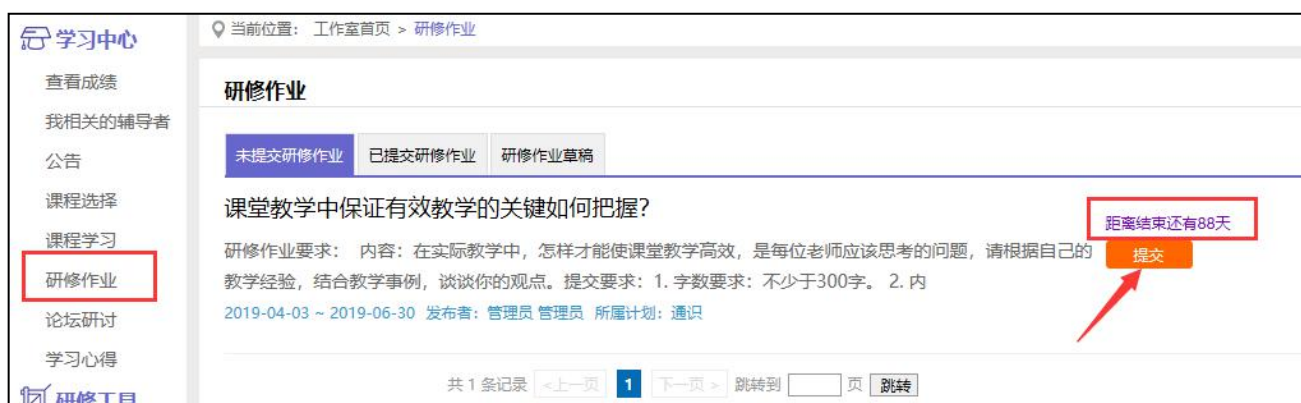 学习中心
查看成绩
我相关的辅导者
公告
课程选择
课程学习
研修作业
论坛研讨
学习心得
研修工具
当前位置: 工作室首页 > 研修作业
研修作业
未提交研修作业 已提交研修作业 研修作业草稿
课堂教学中保证有效教学的关键如何把握?
距离结束还有88天
研修作业要求: 内容:在实际教学中,怎样才能使课堂教学高效,是每位老师应该思考的问题,请根据自己的
提交
教学经验,结合教学事例,谈谈你的观点。提交要求:1. 字数要求:不少于300字。 2. 内
2019-04-03 ~ 2019-06-30 发布者:管理员 管理员 所属计划:通识
共 1 条记录 <上一页 1 下一页 > 跳转到 页 跳转